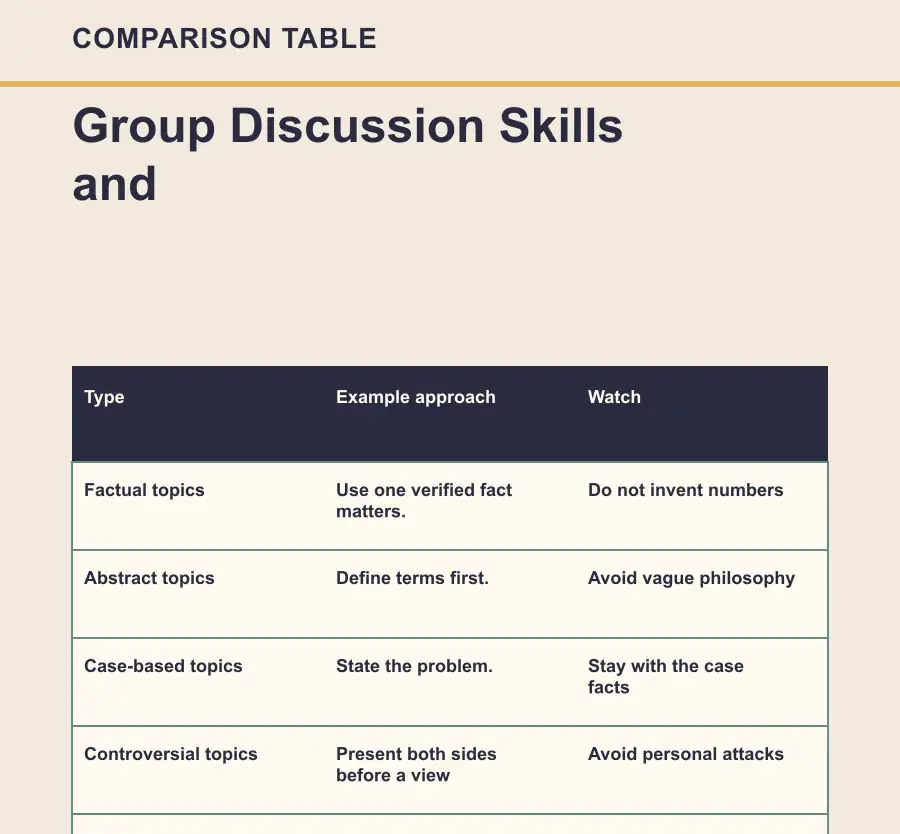 COMPARISON TABLE
Group Discussion Skills
and
Type
Example approach
Watch
Factual topics
Use one verified fact
matters.
Do not invent numbers
Abstract topics
Define terms first.
Avoid vague philosophy
Case-based topics
State the problem.
Stay with the case
facts
Controversial topics
Present both sides
before a view
Avoid personal attacks